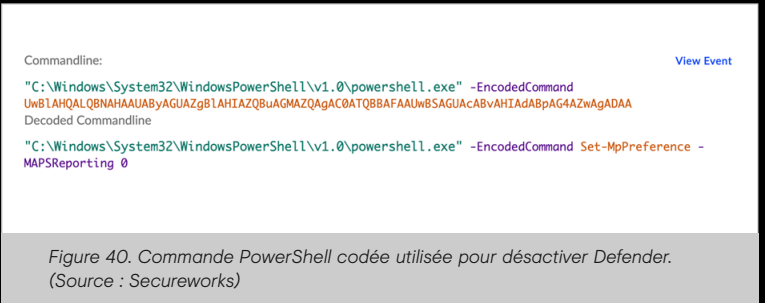 Commandline:
View Event
"C:\Windows\System32\WindowsPowerShell\v1.0\powershell.exe" -EncodedCommand
UwBlAHQALQBNAHAAUAByAGUAZgBlAHIAZQBuAGMAZQAgAC0ATQBBAFAAUwBSAGUAcABvAHIAdABpAG4AZwAgADAA
Decoded Commandline
"C:\Windows\System32\WindowsPowerShell\v1.0\powershell.exe" -EncodedCommand Set-MpPreference -
MAPSReporting 0
Figure 40. Commande PowerShell codée utilisée pour désactiver Defender.
(Source : Secureworks)